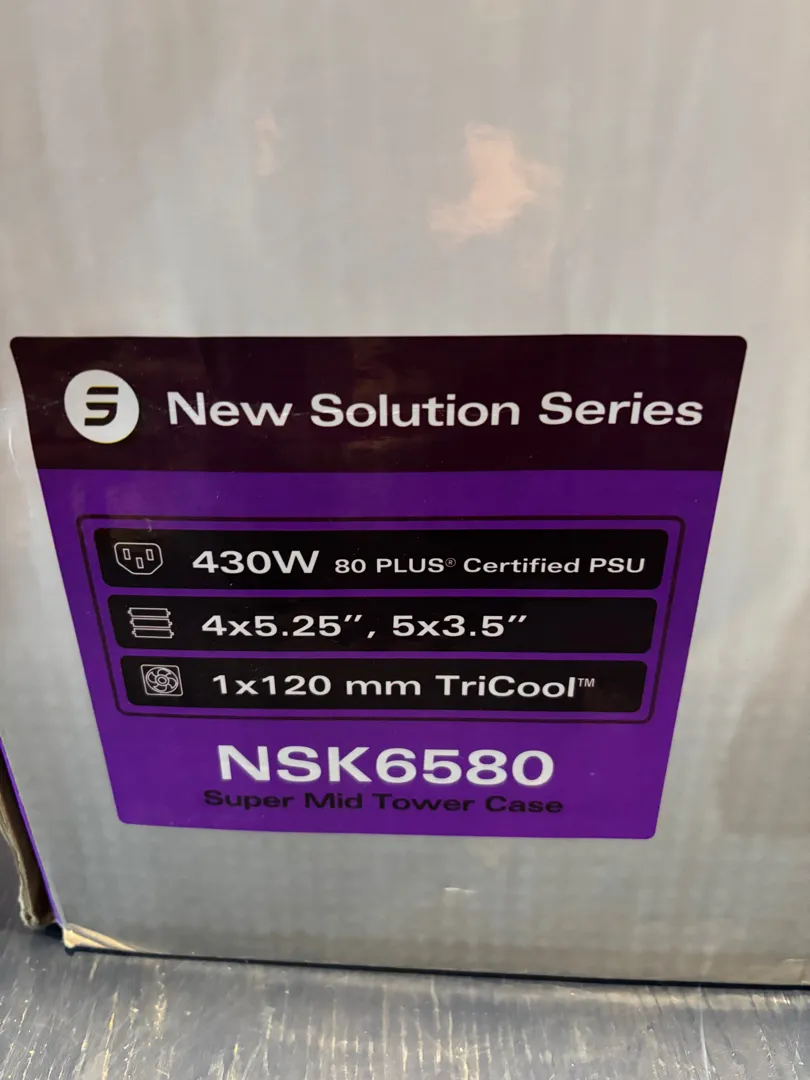 New Solution Series
430W 80 PLUS® Certified PSU
4x5.25”, 5x3.5”
1x120 mm TriCool™
NSK6580
Super Mid Tower Case